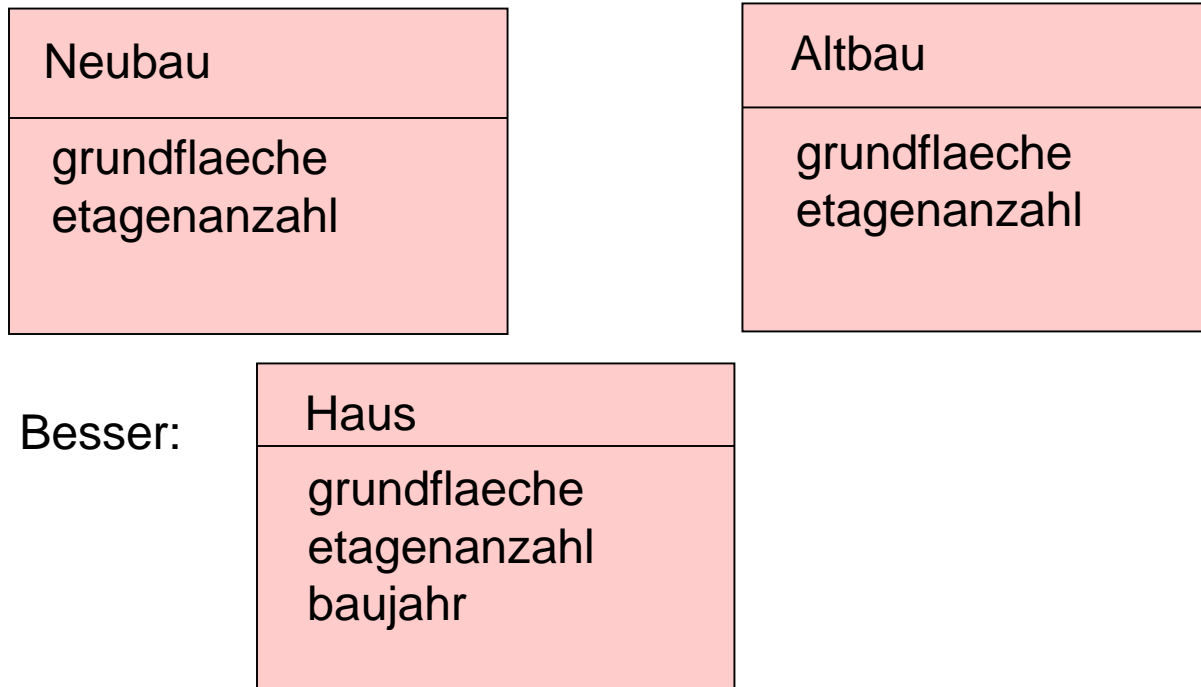 Neubau
grundflaeche
etagenanzahl
Altbau
grundflaeche
etagenanzahl
Besser:
Haus
grundflaeche
etagenanzahl
baujahr